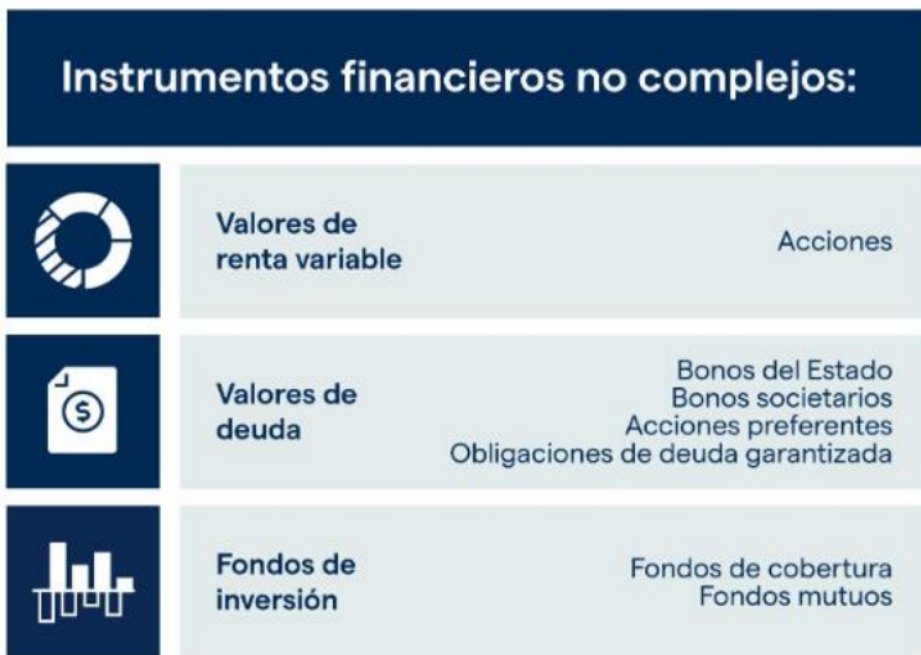 Instrumentos financieros no complejos:
Valores de
renta variable
Acciones
$
Valores de
deuda
Bonos del Estado
Bonos societarios
Acciones preferentes
Obligaciones de deuda garantizada
Fondos de
inversión
Fondos de cobertura
Fondos mutuos